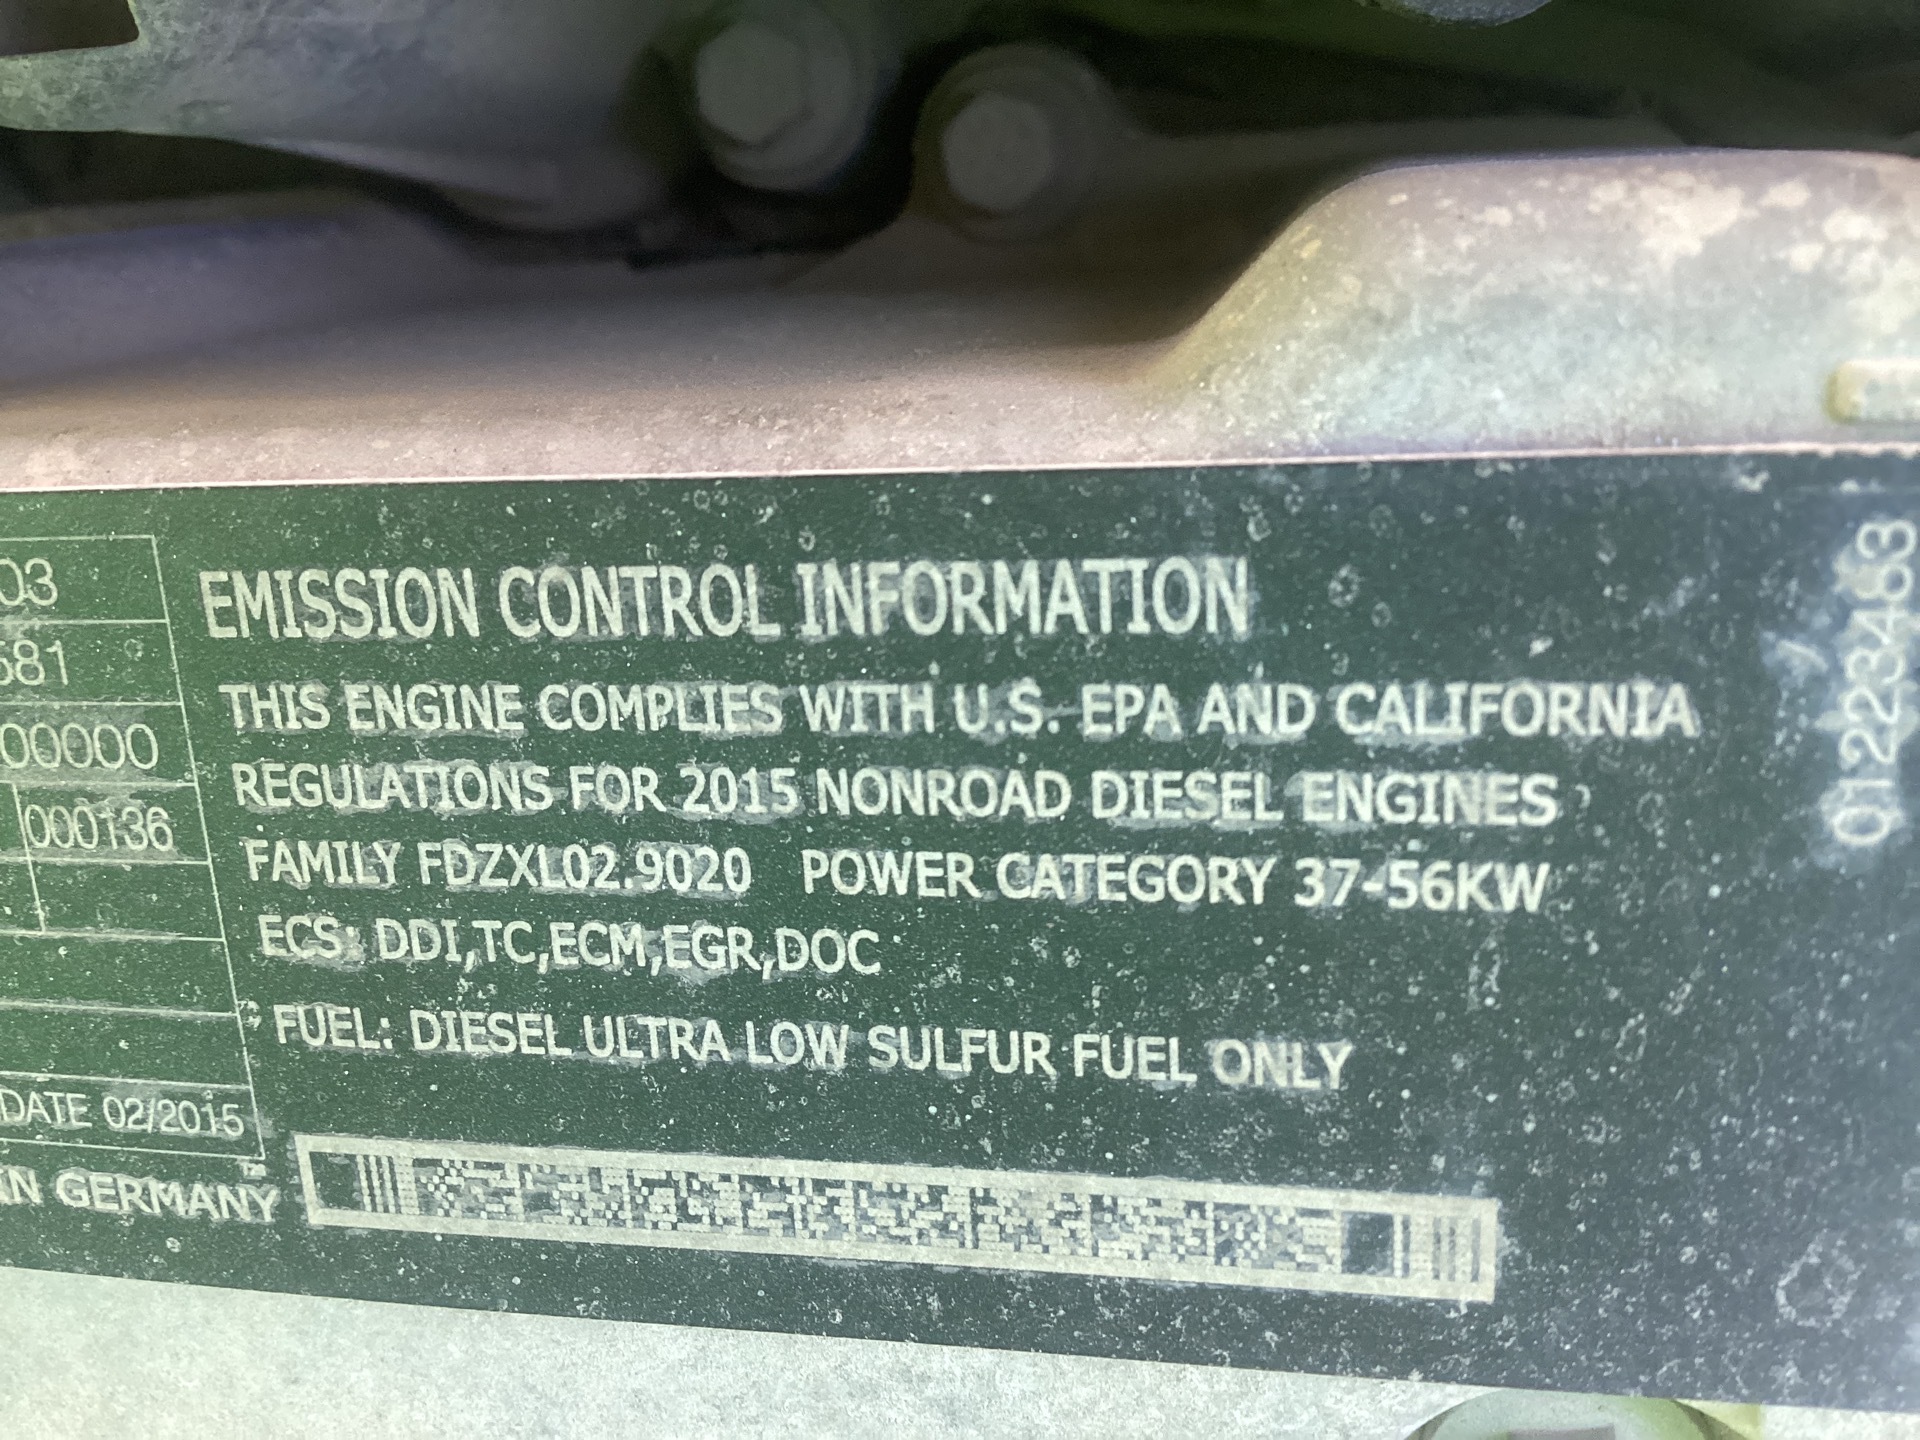 03
681
00000
000136
DATE 02/2015
IN GERMANY
EMISSION CONTROL INFORMATION
THIS ENGINE COMPLIES WITH U.S. EPA AND CALIFORNIA
REGULATIONS FOR 2015 NONROAD DIESEL ENGINES
FAMILY FDZXL02.9020 POWER CATEGORY 37-56KW
ECS: DDI,TC,ECM,EGR,DOC
FUEL: DIESEL ULTRA LOW SULFUR FUEL ONLY
01223483